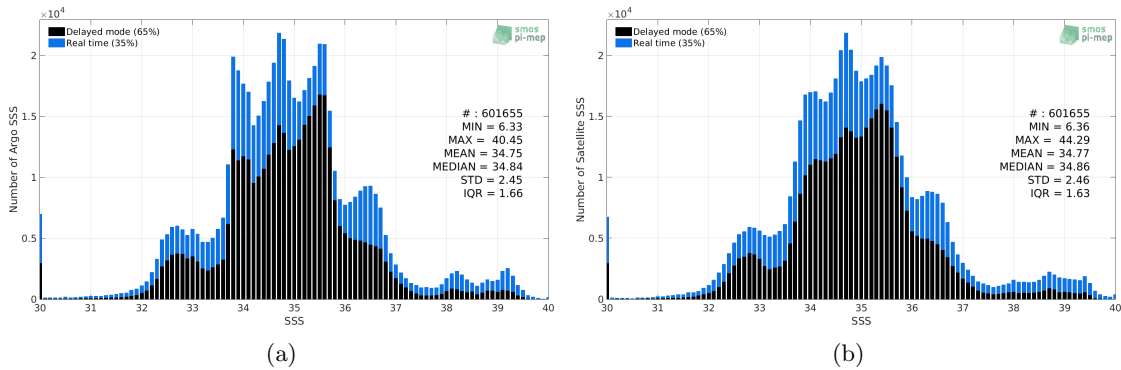 ×10⁴
Delayed mode (65%)
Real time (35%)
smos
pi-mep
# : 601655
MIN = 6.33
MAX = 40.45
MEAN = 34.75
MEDIAN = 34.84
STD = 2.45
IQR = 1.66
Number of Argo SSS
2
1.5
1
0.5
0
30 31 32 33 34 35 36 37 38 39 40
SSS
(a)
×10⁴
Delayed mode (65%)
Real time (35%)
smos
pi-mep
# : 601655
MIN = 6.36
MAX = 44.29
MEAN = 34.77
MEDIAN = 34.86
STD = 2.46
IQR = 1.63
Number of Satellite SSS
2
1.5
1
0.5
0
30 31 32 33 34 35 36 37 38 39 40
SSS
(b)